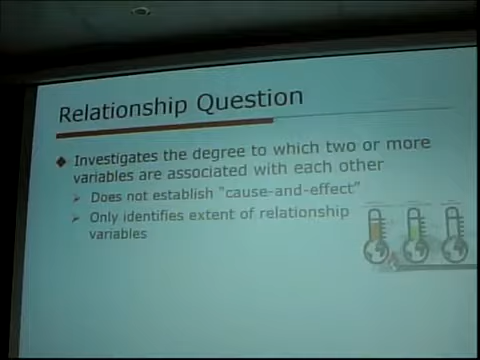 Relationship Question
Investigates the degree to which two or more
variables are associated with each other
Does not establish "cause-and-effect"
Only identifies extent of relationship
variables